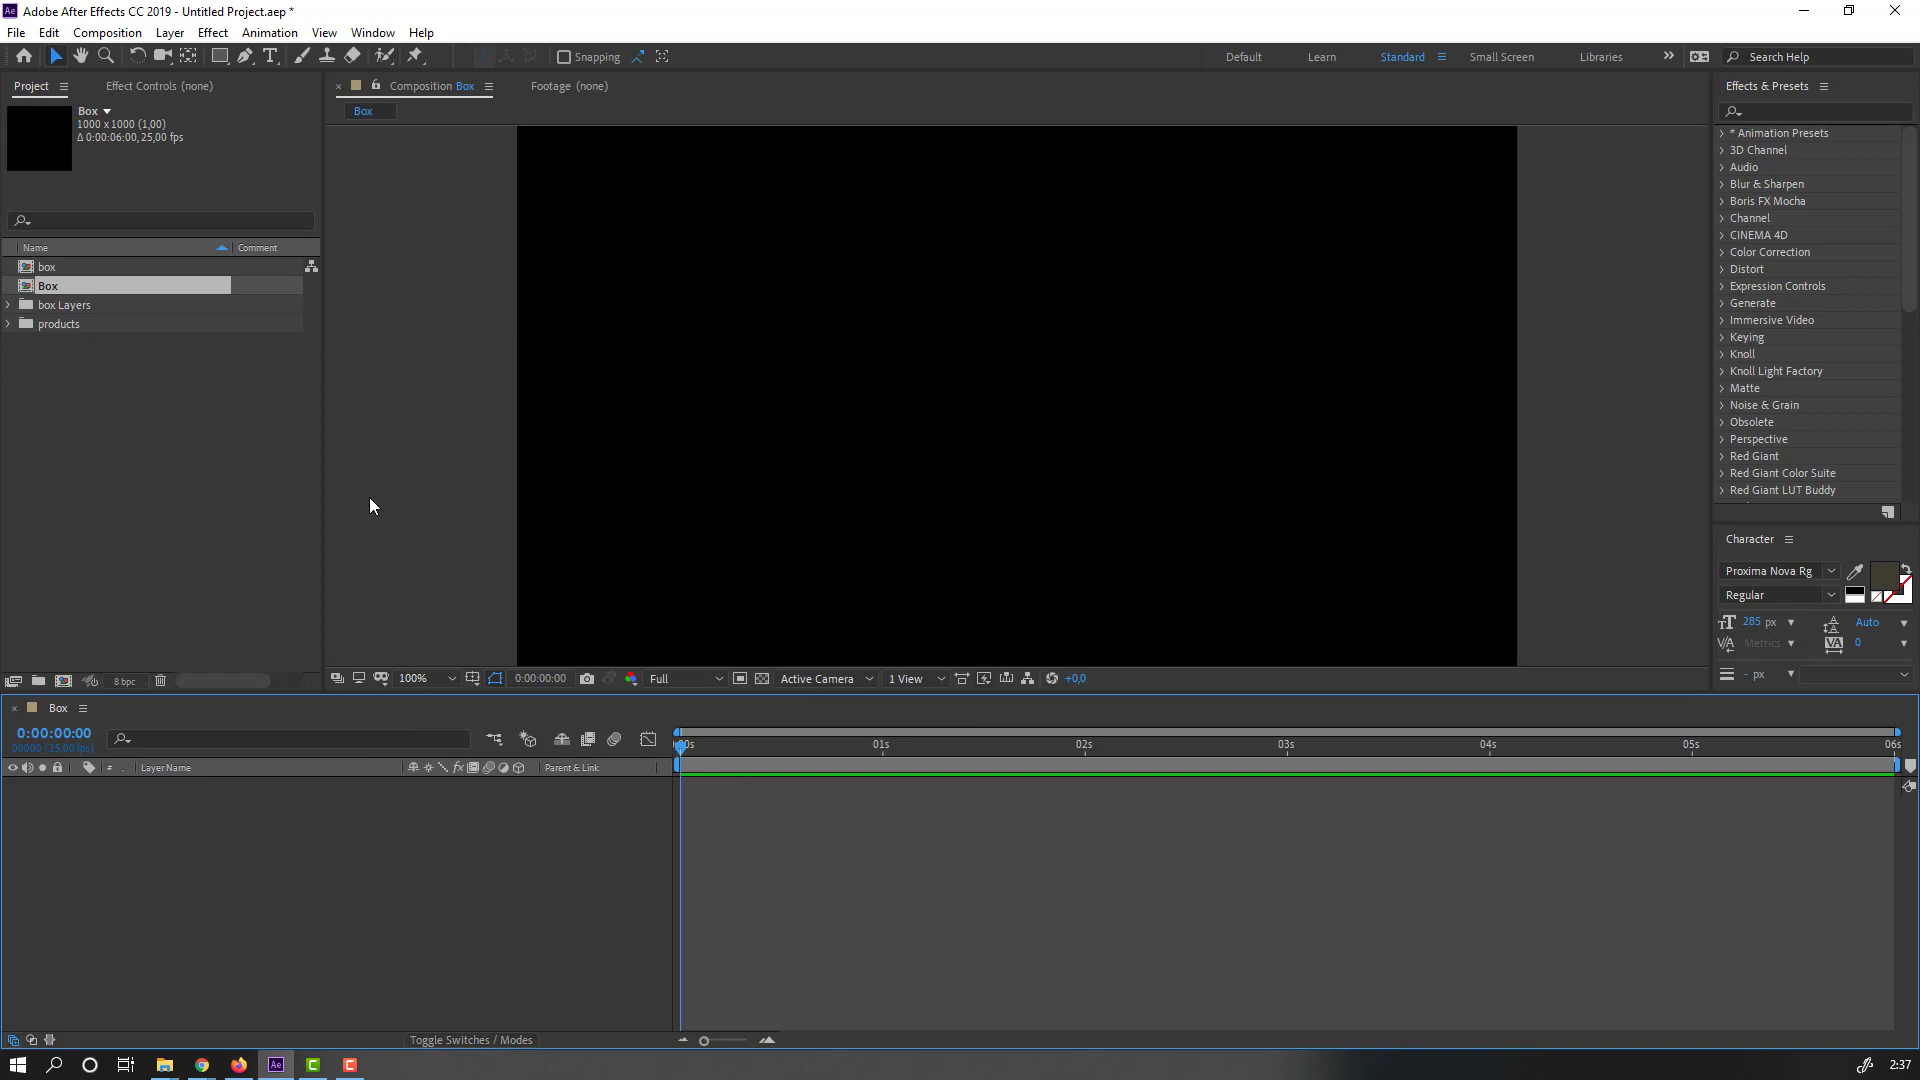 Adobe After Effects CC 2019 - Untitled Project.aep *
File Edit Composition Layer Effect Animation View Window Help
Snapping Default Learn Standard Small Screen Libraries Search Help
Project Effect Controls (none)
Box
1000 x 1000 (1,00)
Δ 0:00:06:00, 25,00 fps
Name Comment
box
Box
box Layers
products
8 bpc
Composition Box Footage (none)
Box
100% 0:00:00:00 Full Active Camera 1 View +0,0
Effects & Presets
* Animation Presets
3D Channel
Audio
Blur & Sharpen
Boris FX Mocha
Channel
CINEMA 4D
Color Correction
Distort
Expression Controls
Generate
Immersive Video
Keying
Knoll
Knoll Light Factory
Matte
Noise & Grain
Obsolete
Perspective
Red Giant
Red Giant Color Suite
Red Giant LUT Buddy
Character
Proxima Nova Rg
Regular
285 px Auto
Metrics 0
- px
Box
0:00:00:00
00000 (25.00 fps)
01s 02s 03s 04s 05s 06s
# Layer Name Parent & Link
Toggle Switches / Modes
2:37